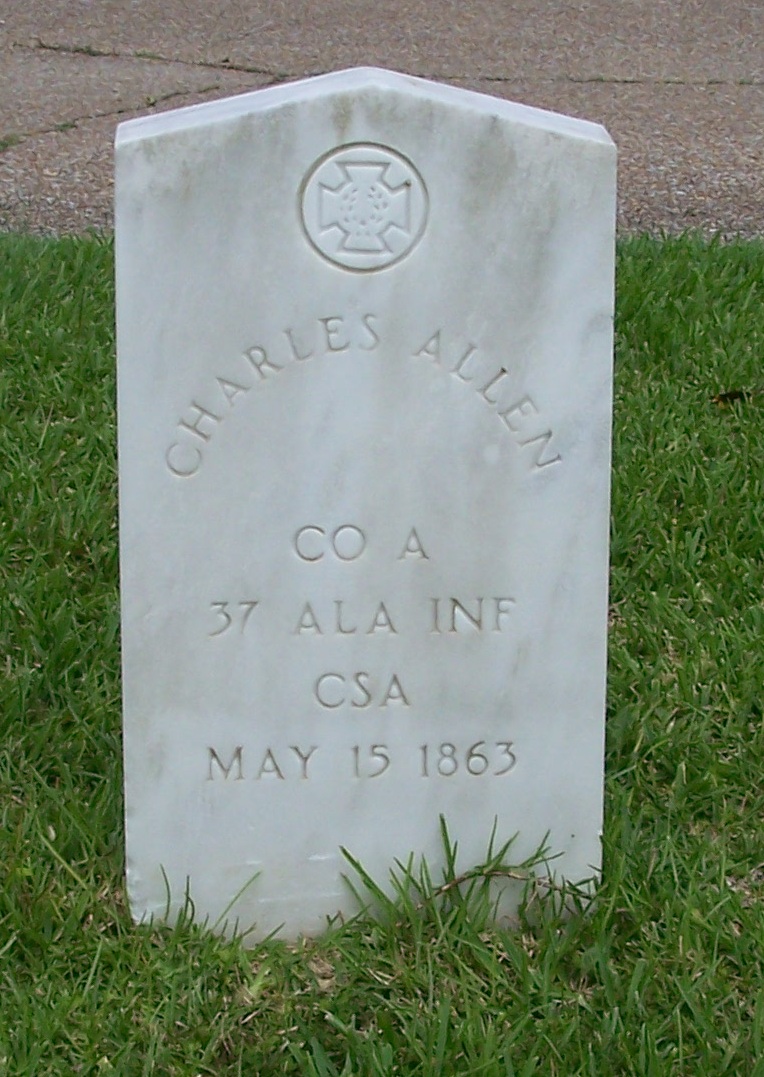 CHARLES ALLEN
CO A
37 ALA INF
CSA
MAY 15 1863